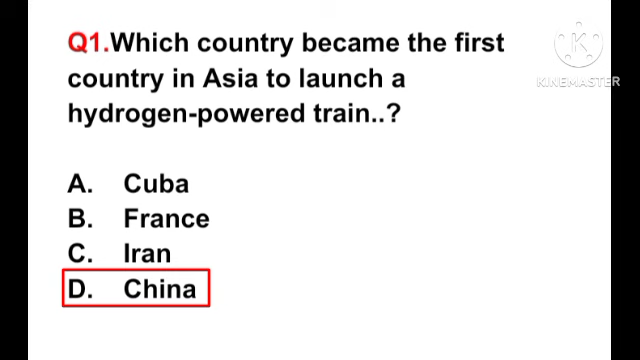 Q1.Which country became the first
country in Asia to launch a
hydrogen-powered train..?
A. Cuba
B. France
C. Iran
D. China
K
KINEMASTER